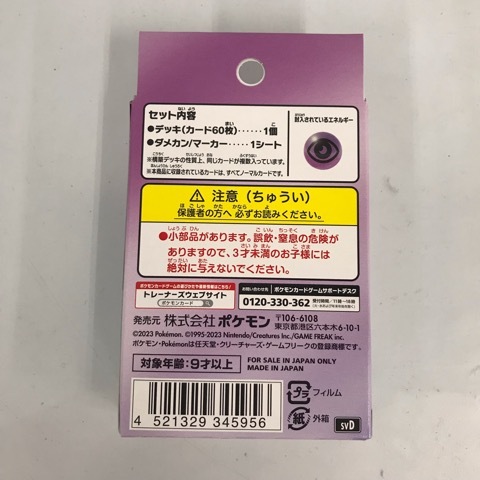 セット内容
●デッキ(カード60枚)……1個
●ダメカン/マーカー……1シート
※構築デッキの性質上、同じカードが複数入っています。
※本商品に収録されているカードは、すべてノーマルカードです。
封入されているエネルギー
注意(ちゅうい)
保護者の方へ 必ずお読みください。
●小部品があります。誤飲・窒息の危険が
ありますので、3才未満のお子様には
絶対に与えないでください。
トレーナーズウェブサイト
ポケモンカード
お問い合わせ先
ポケモンカードゲームサポートデスク
0120-330-362
発売元 株式会社 ポケモン
〒106-6108
東京都港区六本木6-10-1
©2023 Pokémon. ©1995-2023 Nintendo/Creatures Inc./GAME FREAK inc.
ポケモン・Pokémonは任天堂・クリーチャーズ・ゲームフリークの登録商標です。
対象年齢:9才以上
FOR SALE IN JAPAN ONLY
MADE IN JAPAN
4 521329 345956
プラ フィルム
紙 外箱
svD